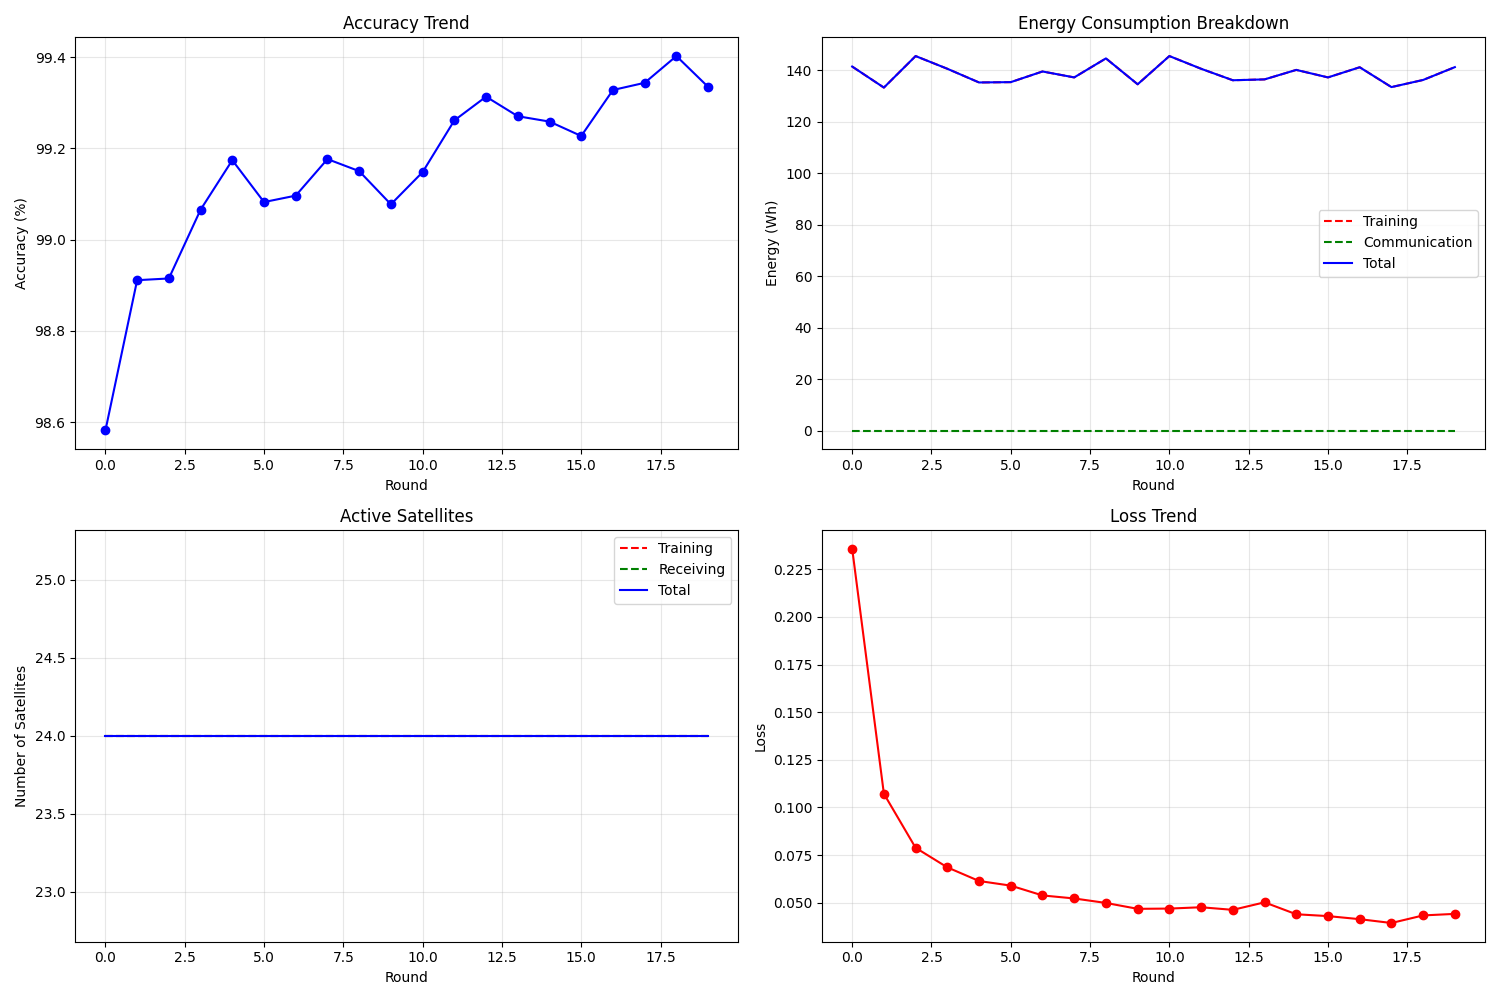 Accuracy Trend
Accuracy (%)
99.4
99.2
99.0
98.8
98.6
0.0 2.5 5.0 7.5 10.0 12.5 15.0 17.5
Round
Energy Consumption Breakdown
Energy (Wh)
140
120
100
80
60
40
20
0
Training
Communication
Total
0.0 2.5 5.0 7.5 10.0 12.5 15.0 17.5
Round
Active Satellites
Number of Satellites
25.0
24.5
24.0
23.5
23.0
Training
Receiving
Total
0.0 2.5 5.0 7.5 10.0 12.5 15.0 17.5
Round
Loss Trend
Loss
0.225
0.200
0.175
0.150
0.125
0.100
0.075
0.050
0.0 2.5 5.0 7.5 10.0 12.5 15.0 17.5
Round